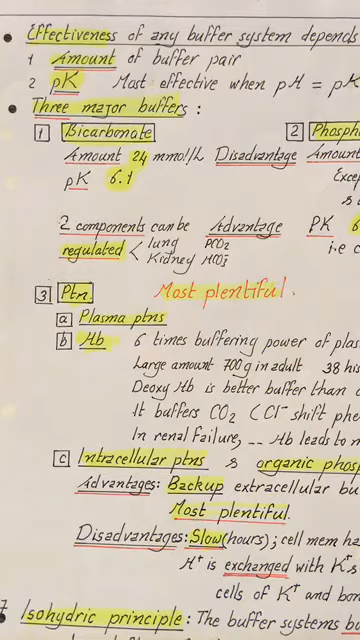 • Effectiveness of any buffer system depends
1 Amount of buffer pair
2 pK Most effective when pH = pK
• Three major buffers :
1 Bicarbonate 2 Phosph
Amount 24 mmol/L Disadvantage Amount
pK 6.1 Exce
2 components can be Advantage PK 6
regulated < lung PCO2 i.e c
Kidney HCO3̄
3 Ptn. Most plentiful.
a Plasma ptns
b Hb 6 times buffering power of plas
Large amount 700 g in adult 38 his
Deoxy Hb is better buffer than
It buffers CO2 (Cl⁻ shift phe
In renal failure, -- Hb leads to
c Intracellular ptns & organic phosp
Advantages: Backup extracellular bu
Most plentiful.
Disadvantages: Slow (hours); cell mem ha
H⁺ is exchanged with K⁺s
cells of K⁺ and bon
Isohydric principle: The buffer systems b